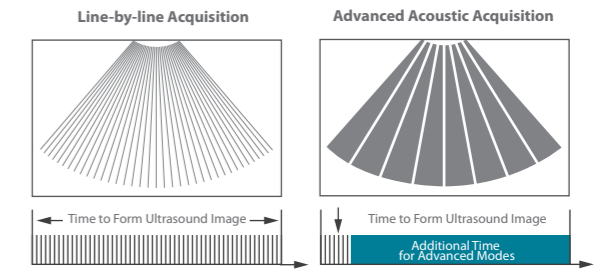 Line-by-line Acquisition
Advanced Acoustic Acquisition
Time to Form Ultrasound Image
Time to Form Ultrasound Image
Additional Time
for Advanced Modes